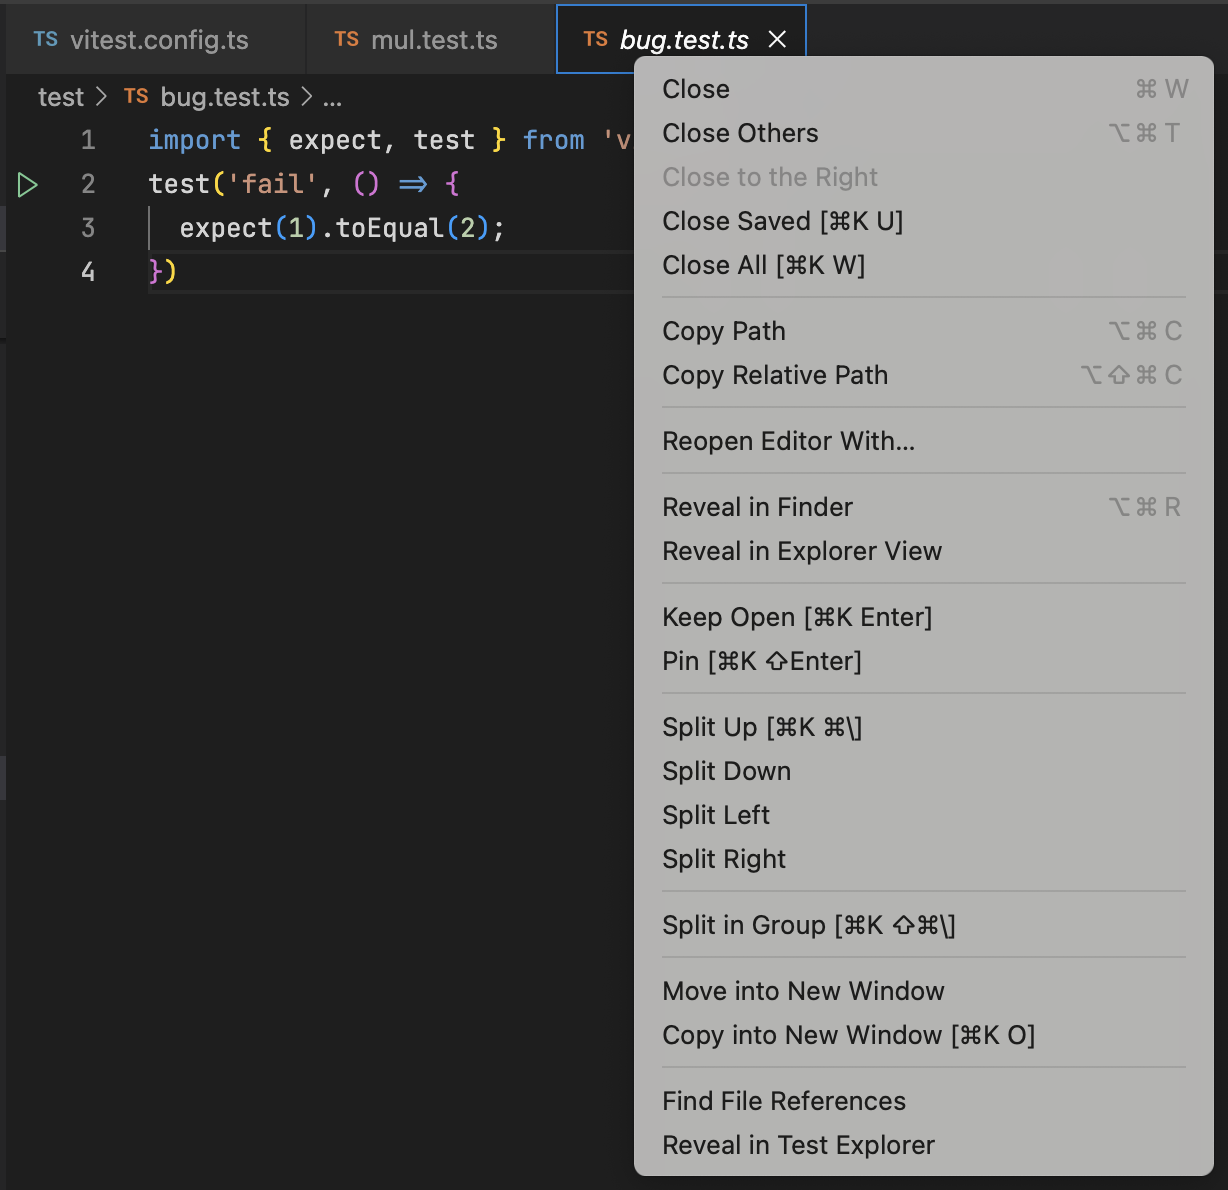 TS vitest.config.ts TS mul.test.ts TS bug.test.ts
test > TS bug.test.ts > ...
1 import { expect, test } from 'v
2 test('fail', () => {
3 expect(1).toEqual(2);
4 })
Close ⌘ W
Close Others ⌥⌘ T
Close to the Right
Close Saved [⌘K U]
Close All [⌘K W]
Copy Path ⌥⌘ C
Copy Relative Path ⌥⇧⌘ C
Reopen Editor With...
Reveal in Finder ⌥⌘ R
Reveal in Explorer View
Keep Open [⌘K Enter]
Pin [⌘K ⇧Enter]
Split Up [⌘K ⌘\]
Split Down
Split Left
Split Right
Split in Group [⌘K ⇧⌘\]
Move into New Window
Copy into New Window [⌘K O]
Find File References
Reveal in Test Explorer